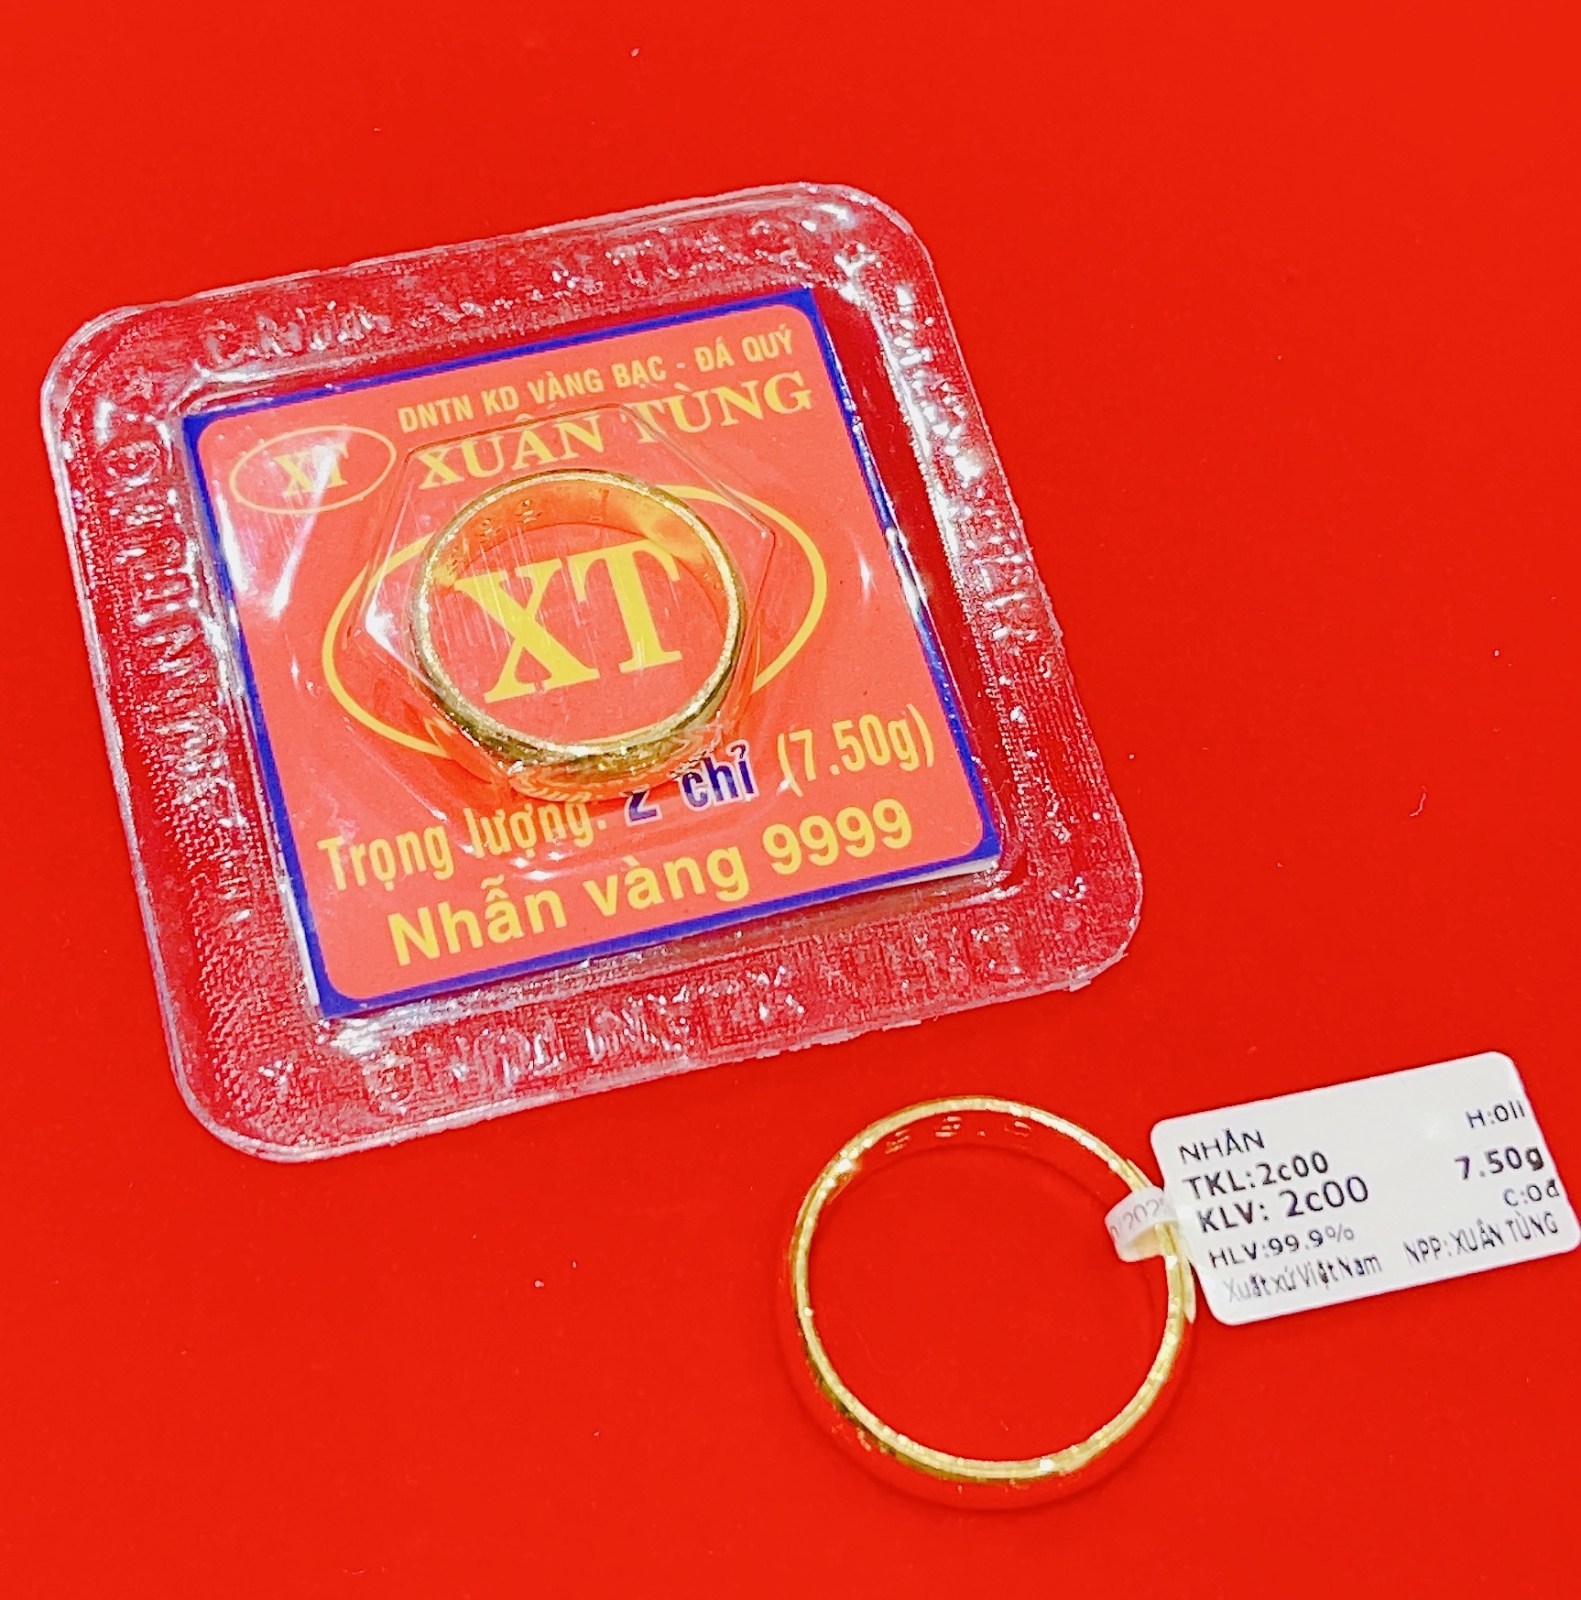 DNTN KD VÀNG BẠC - ĐÁ QUÝ
XT XUÂN TÙNG
XT
Trọng lượng: 2 chỉ (7.50g)
Nhẫn vàng 9999
NHẪN H:0li
TKL:2c00 7.50g
KLV: 2c00 C:0đ
HLV:99.9% NPP:XUÂN TÙNG
Xuất xứ Việt Nam